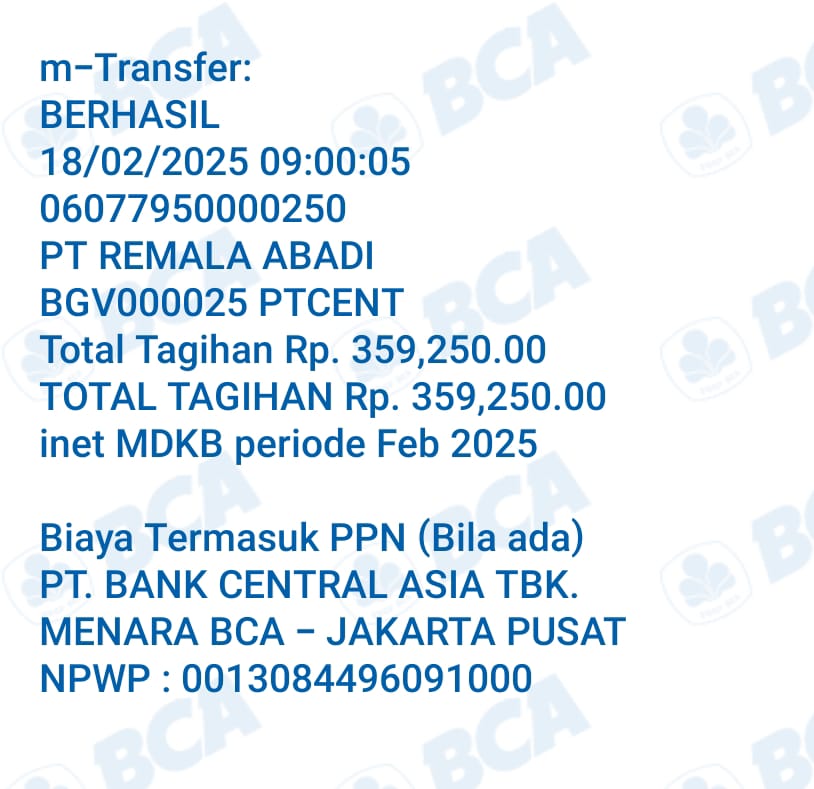 m-Transfer:
BERHASIL
18/02/2025 09:00:05
06077950000250
PT REMALA ABADI
BGV000025 PTCENT
Total Tagihan Rp. 359,250.00
TOTAL TAGIHAN Rp. 359,250.00
inet MDKB periode Feb 2025
Biaya Termasuk PPN (Bila ada)
PT. BANK CENTRAL ASIA TBK.
MENARA BCA - JAKARTA PUSAT
NPWP : 0013084496091000